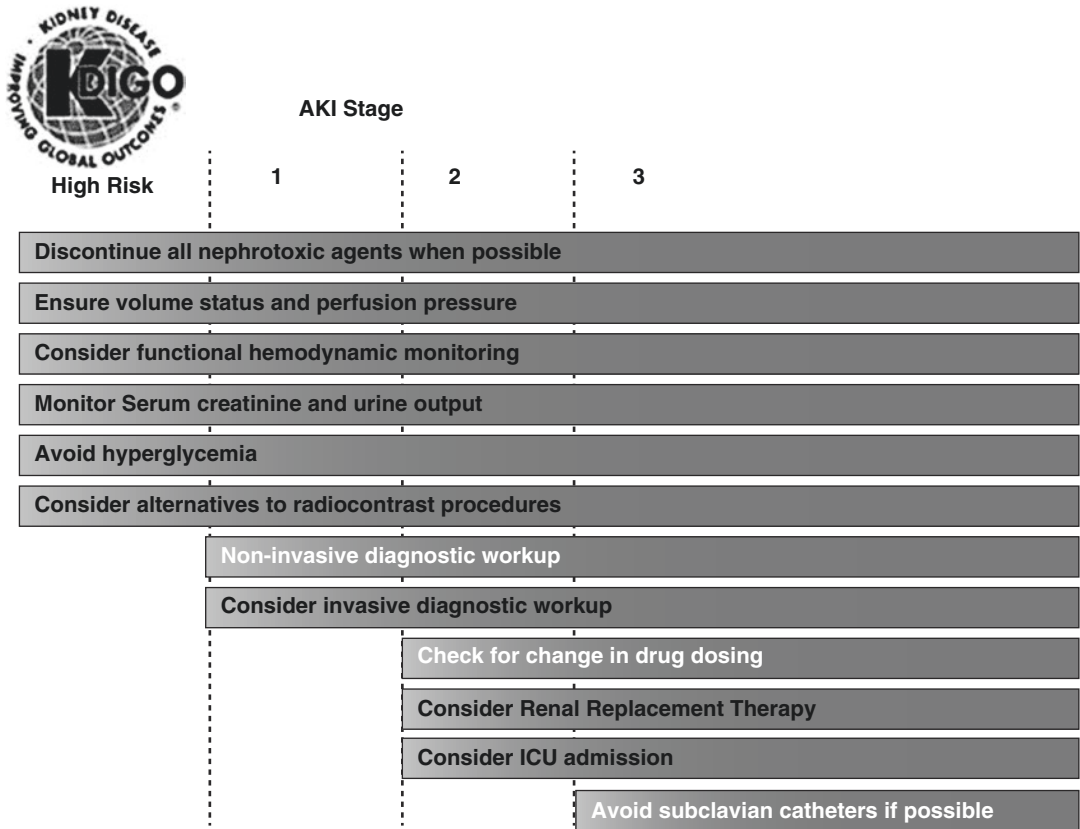 KIDNEY DISEASE
IMPROVING GLOBAL OUTCOMES
KDIGO
®
AKI Stage
High Risk 1 2 3
Discontinue all nephrotoxic agents when possible
Ensure volume status and perfusion pressure
Consider functional hemodynamic monitoring
Monitor Serum creatinine and urine output
Avoid hyperglycemia
Consider alternatives to radiocontrast procedures
Non-invasive diagnostic workup
Consider invasive diagnostic workup
Check for change in drug dosing
Consider Renal Replacement Therapy
Consider ICU admission
Avoid subclavian catheters if possible